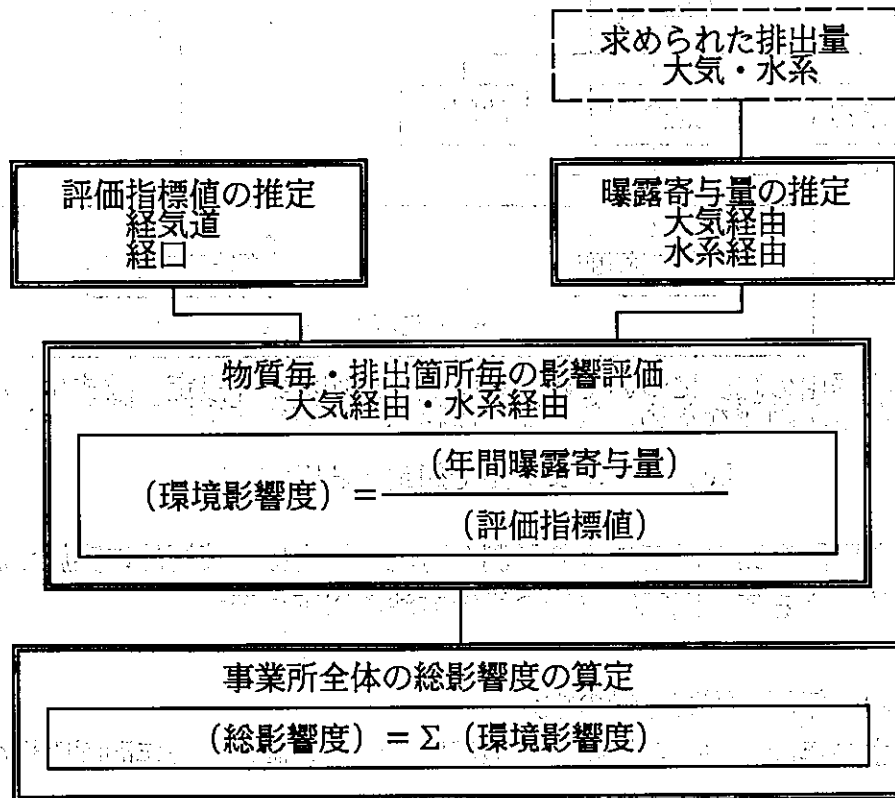 求められた排出量
大気・水系
評価指標値の推定
経気道
経口
曝露寄与量の推定
大気経由
水系経由
物質毎・排出箇所毎の影響評価
大気経由・水系経由
(環境影響度)=(年間曝露寄与量)
(評価指標値)
事業所全体の総影響度の算定
(総影響度)=Σ(環境影響度)